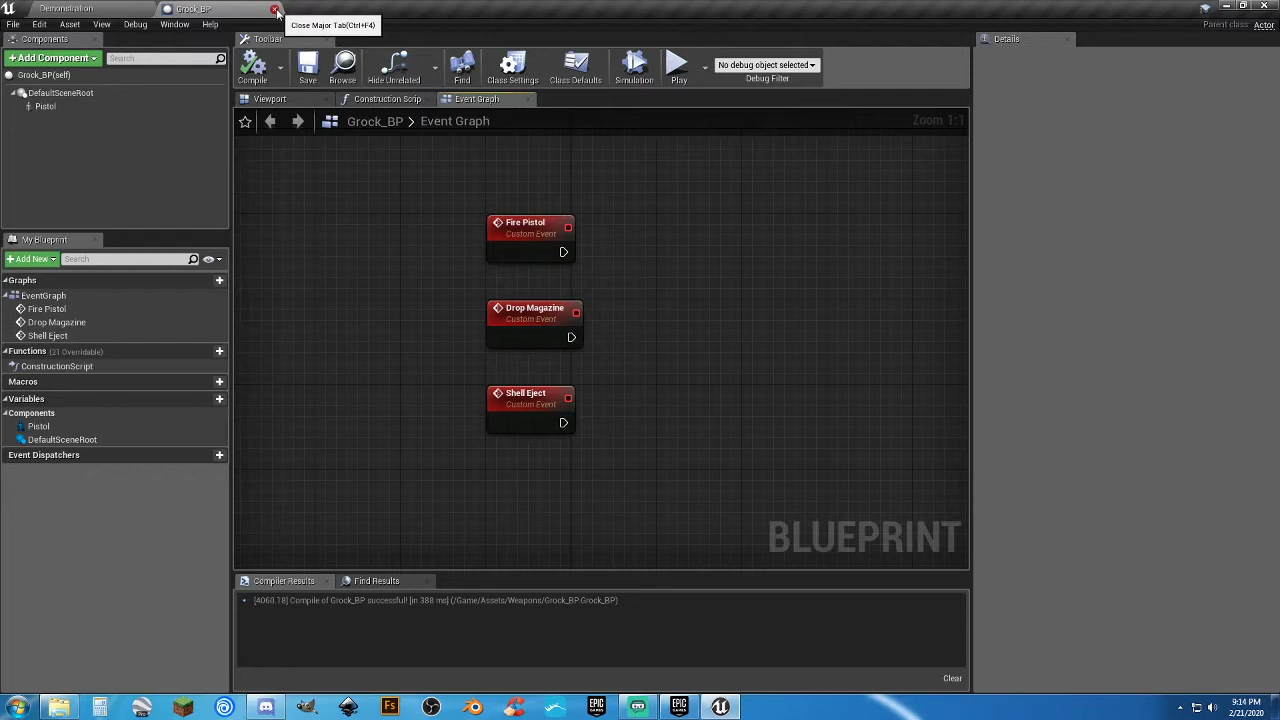 Demonstration
Grock_BP
Close Major Tab(Ctrl+F4)
File Edit Asset View Debug Window Help
Parent class: Actor
Components
Toolbar
Details
+Add Component
Search
Compile
Save
Browse
Hide Unrelated
Find
Class Settings
Class Defaults
Simulation
Play
No debug object selected
Debug Filter
Grock_BP(self)
DefaultSceneRoot
Pistol
Viewport
Construction Scrip
Event Graph
Grock_BP > Event Graph
Zoom 1:1
Fire Pistol
Custom Event
Drop Magazine
Custom Event
Shell Eject
Custom Event
BLUEPRINT
My Blueprint
+Add New
Search
Graphs
EventGraph
Fire Pistol
Drop Magazine
Shell Eject
Functions (21 Overridable)
ConstructionScript
Macros
Variables
Components
Pistol
DefaultSceneRoot
Event Dispatchers
Compiler Results
Find Results
[4060.18] Compile of Grock_BP successful! [in 388 ms] (/Game/Assets/Weapons/Grock_BP.Grock_BP)
Clear
Pro
Fs
EPIC GAMES
EPIC GAMES
9:14 PM
2/21/2020